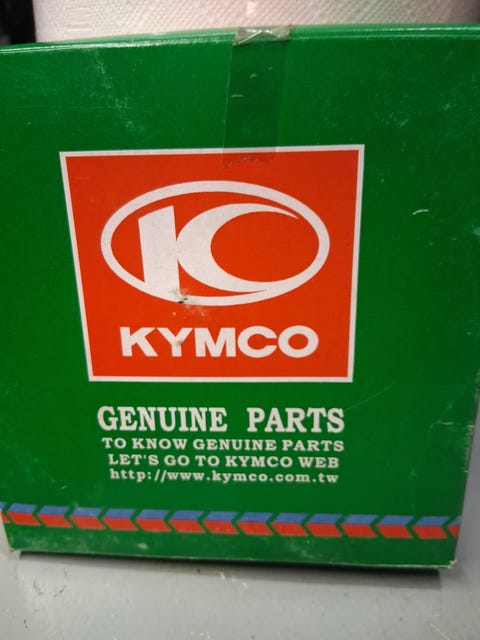 KYMCO
GENUINE PARTS
TO KNOW GENUINE PARTS
LET'S GO TO KYMCO WEB
http://www.kymco.com.tw